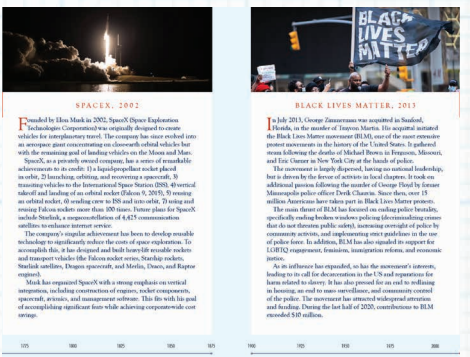 SPACEX, 2002
Founded by Elon Musk in 2002, SpaceX (Space Exploration
Technologies Corporation) was originally designed to create
vehicles for interplanetary travel. The company has since evolved into
an aerospace giant concentrating on close-earth orbital vehicles but
with the remaining goal of landing vehicles on the Moon and Mars.
SpaceX, as a privately owned company, has a series of remarkable
achievements to its credit: 1) a liquid-propellant rocket placed
in orbit, 2) launching, orbiting, and recovering a spacecraft, 3)
transiting vehicles to the International Space Station (ISS), 4) vertical
takeoff and landing of an orbital rocket (Falcon 9, 2015), 5) reusing
an orbital rocket, 6) sending crew to ISS and into orbit, 7) using and
reusing Falcon rockets more than 100 times. Future plans for SpaceX
include Starlink, a megaconstellation of 4,425 communication
satellites to enhance internet service.
The company's singular achievement has been to develop reusable
technology to significantly reduce the costs of space exploration. To
accomplish this, it has designed and built heavy-lift reusable rockets
and transport vehicles (the Falcon rocket series, Starship rockets,
Starlink satellites, Dragon spacecraft, and Merlin, Draco, and Raptor
engines).
Musk has organized SpaceX with a strong emphasis on vertical
integration, including construction of engines, rocket components,
spacecraft, avionics, and management software. This fits with his goal
of accomplishing significant feats while achieving corporatewide cost
savings.
BLACK
LIVES
MATTER
BLACK LIVES MATTER, 2013
In July 2013, George Zimmerman was acquitted in Sanford,
Florida, in the murder of Trayvon Martin. His acquittal initiated
the Black Lives Matter movement (BLM), one of the most extensive
protest movements in the history of the United States. It gathered
steam following the deaths of Michael Brown in Ferguson, Missouri,
and Eric Garner in New York City at the hands of police.
The movement is largely dispersed, having no national leadership,
but is driven by the fervor of activists in local chapters. It took on
additional passion following the murder of George Floyd by former
Minneapolis police officer Derek Chauvin. Since then, over 15
million Americans have taken part in Black Lives Matter protests.
The main thrust of BLM has focused on ending police brutality,
specifically ending broken windows policing (decriminalizing crimes
that do not threaten public safety), increasing oversight of police by
community activists, and implementing strict guidelines in the use
of police force. In addition, BLM has also signaled its support for
LGBTQ engagement, feminism, immigration reform, and economic
justice.
As its influence has expanded, so has the movement's interests,
leading to its call for decarceration in the US and reparations for
harm related to slavery. It has also pressed for an end to redlining
in housing, an end to mass surveillance, and community control
of the police. The movement has attracted widespread attention
and funding. During the last half of 2020, contributions to BLM
exceeded $10 million.
1775 1800 1825 1850 1875 1900 1925 1950 1975 2000